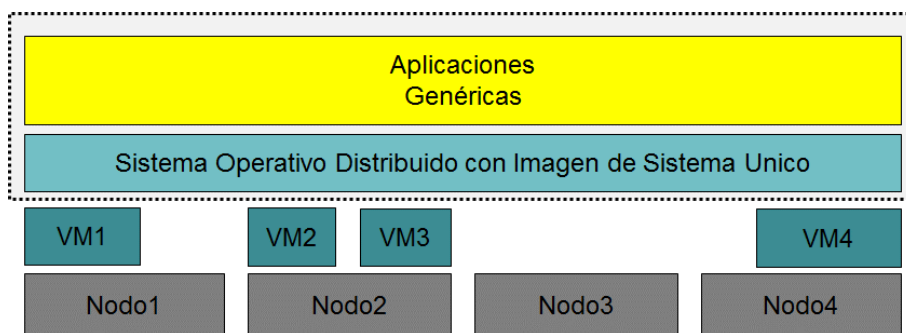 Aplicaciones
Genéricas
Sistema Operativo Distribuido con Imagen de Sistema Unico
VM1 VM2 VM3 VM4
Nodo1 Nodo2 Nodo3 Nodo4